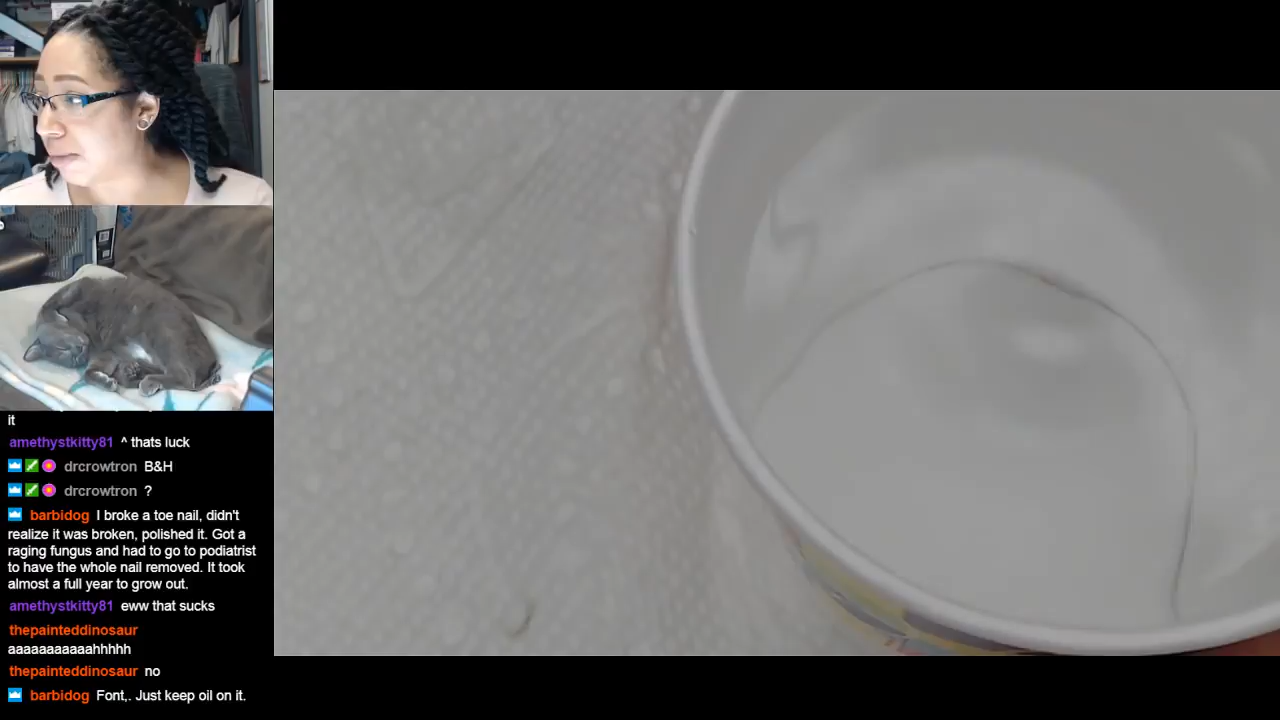 it
amethystkitty81 ^ thats luck
drcrowtron B&H
drcrowtron ?
barbidog I broke a toe nail, didn't
realize it was broken, polished it. Got a
raging fungus and had to go to podiatrist
to have the whole nail removed. It took
almost a full year to grow out.
amethystkitty81 eww that sucks
thepainteddinosaur
aaaaaaaaaaahhhhh
thepainteddinosaur no
barbidog Font,. Just keep oil on it.